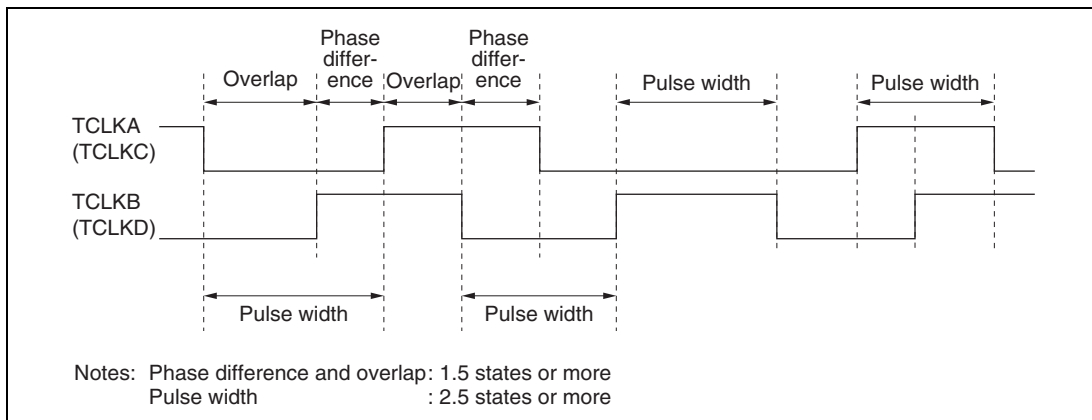 Phase
differ-
ence
Phase
differ-
ence
Overlap
Overlap
Pulse width
Pulse width
TCLKA
(TCLKC)
TCLKB
(TCLKD)
Pulse width
Pulse width
Notes: Phase difference and overlap : 1.5 states or more
Pulse width : 2.5 states or more